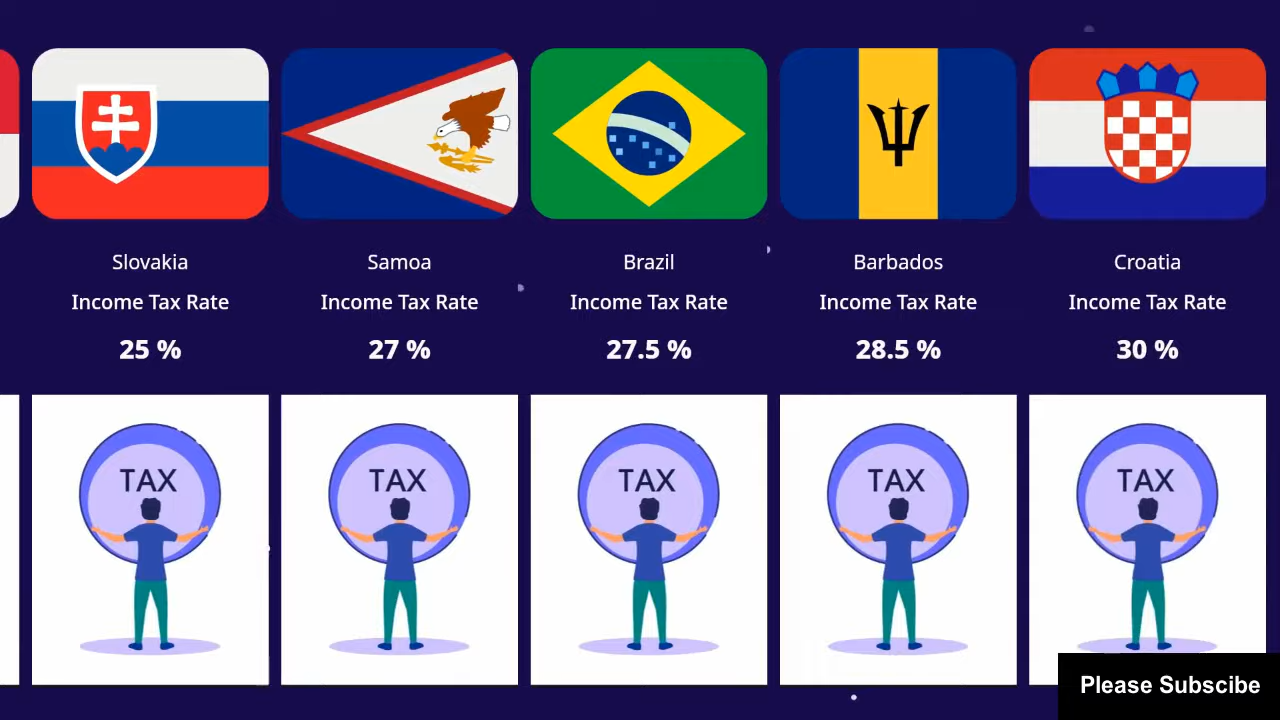 Slovakia
Income Tax Rate
25 %
Samoa
Income Tax Rate
27 %
Brazil
Income Tax Rate
27.5 %
Barbados
Income Tax Rate
28.5 %
Croatia
Income Tax Rate
30 %
TAX
TAX
TAX
TAX
TAX
Please Subscibe